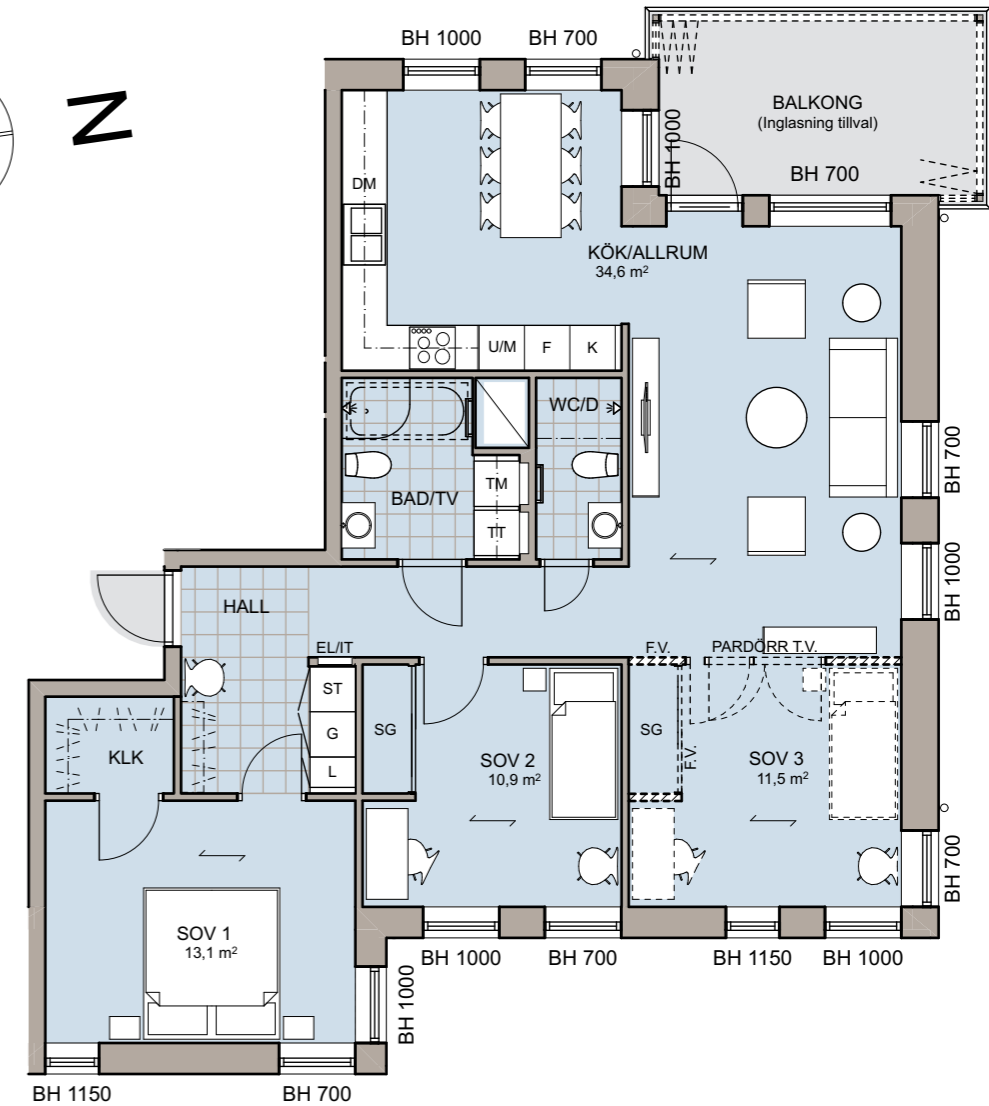 BH 1000 BH 700
N
BALKONG
(Inglasning tillval)
BH 1000
BH 700
DM
KÖK/ALLRUM
34,6 m²
U/M F K
WC/D
BAD/TV
TM
TT
BH 700
BH 1000
HALL
EL/IT
F.V. PARDÖRR T.V.
ST
G
L
SG
SG
F.V.
KLK
SOV 2
10,9 m²
SOV 3
11,5 m²
BH 700
SOV 1
13,1 m²
BH 1000
BH 1000 BH 700
BH 1150 BH 1000
BH 1150
BH 700